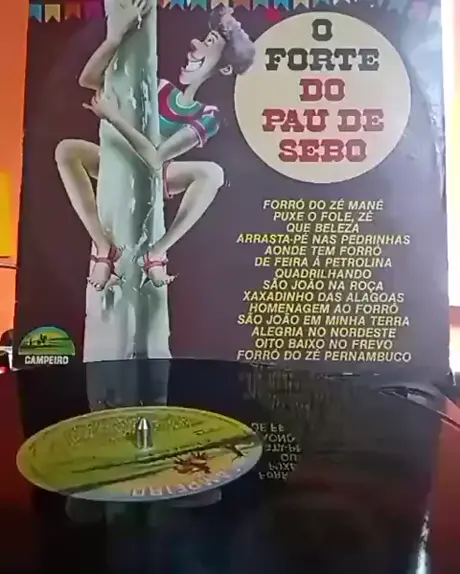 O
FORTE
DO
PAU DE
SEBO
FORRÓ DO ZÉ MANÉ
PUXE O FOLE, ZÉ
QUE BELEZA
ARRASTA-PÉ NAS PEDRINHAS
AONDE TEM FORRÓ
DE FEIRA À PETROLINA
QUADRILHANDO
SÃO JOÃO NA ROÇA
XAXADINHO DAS ALAGOAS
HOMENAGEM AO FORRÓ
SÃO JOÃO EM MINHA TERRA
ALEGRIA NO NORDESTE
OITO BAIXO NO FREVO
FORRÓ DO ZÉ PERNAMBUCO
CAMPEIRO
CAMPEIRO